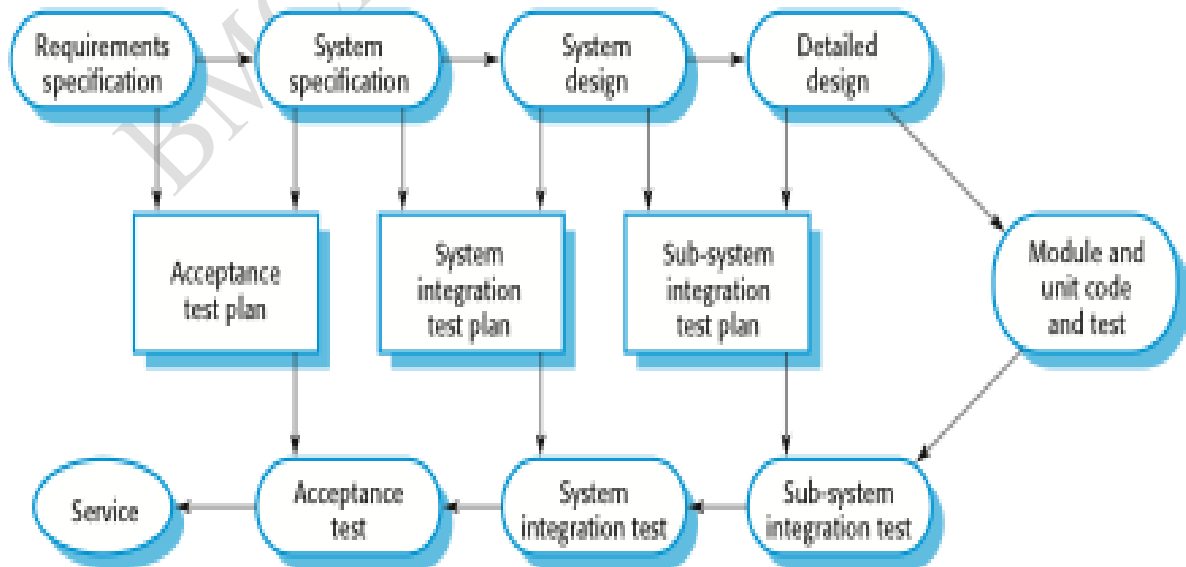 Requirements
specification
System
specification
System
design
Detailed
design
Acceptance
test plan
System
integration
test plan
Sub-system
integration
test plan
Module and
unit code
and test
Service
Acceptance
test
System
integration test
Sub-system
integration test